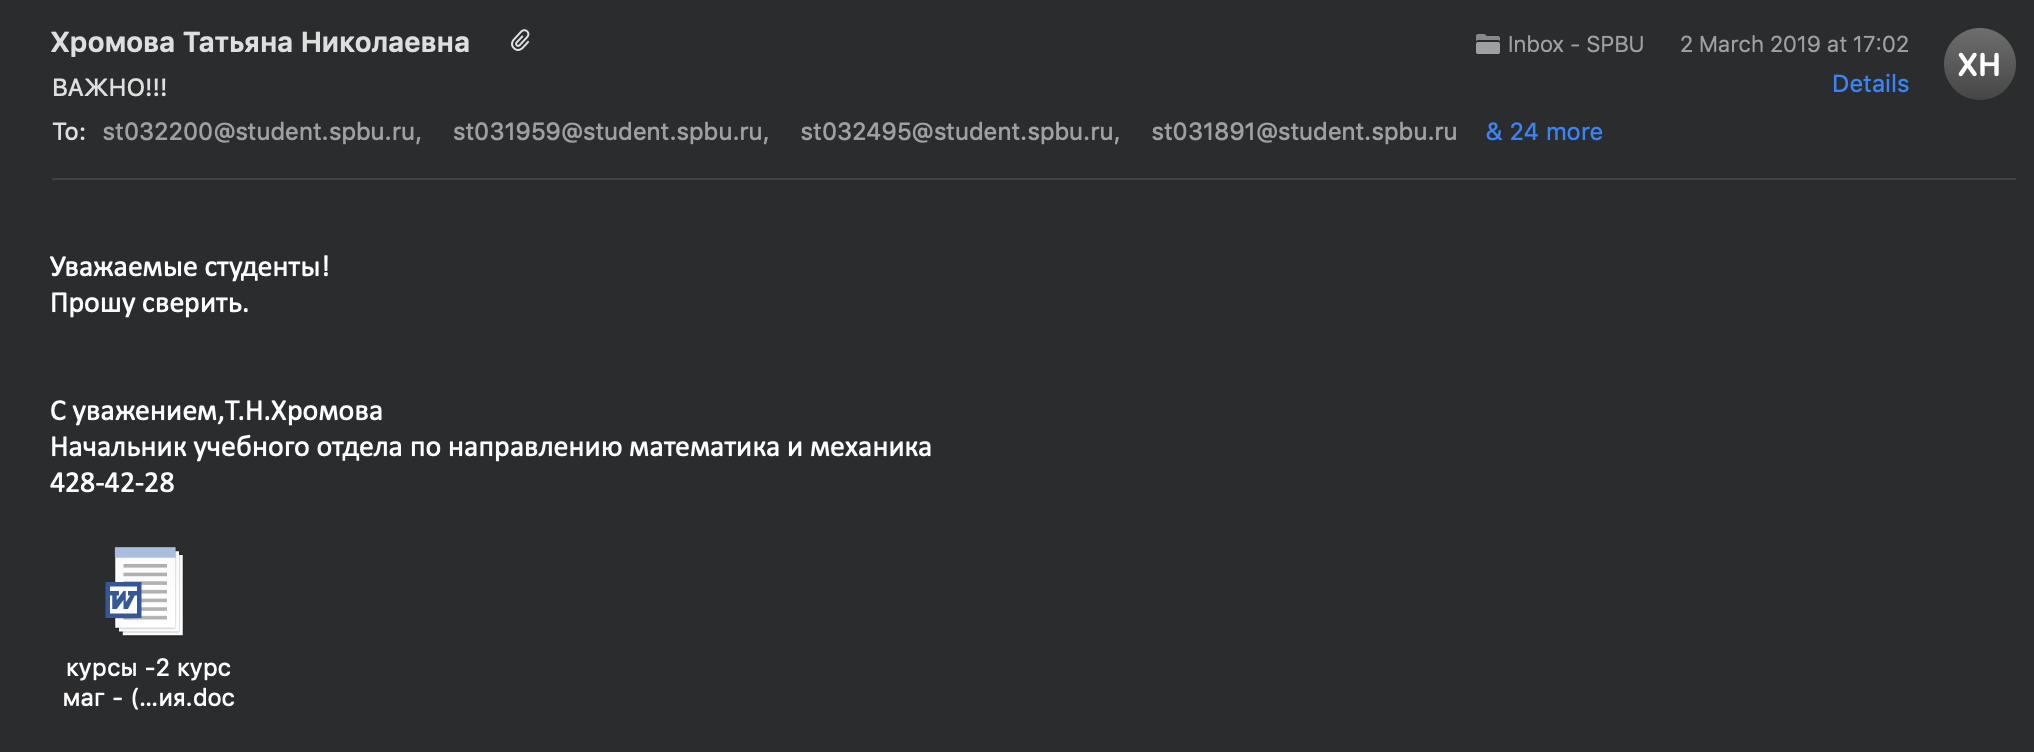 Хромова Татьяна Николаевна
Inbox - SPBU 2 March 2019 at 17:02
ХН
ВАЖНО!!!
Details
To: st032200@student.spbu.ru, st031959@student.spbu.ru, st032495@student.spbu.ru, st031891@student.spbu.ru & 24 more
Уважаемые студенты!
Прошу сверить.
С уважением,Т.Н.Хромова
Начальник учебного отдела по направлению математика и механика
428-42-28
W
курсы -2 курс
маг - (...ия.doc